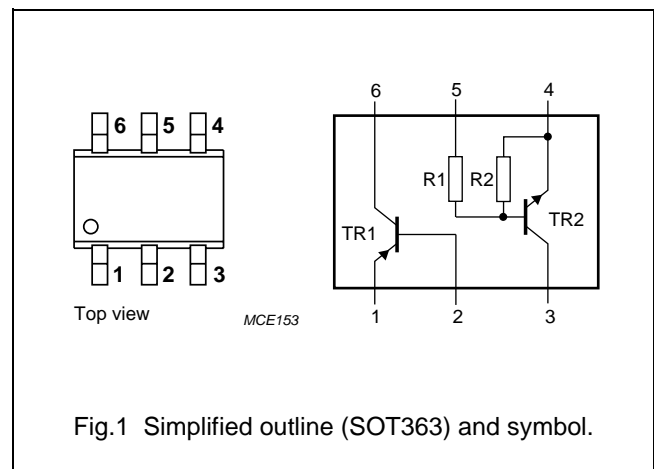 6 5 4
6 5 4
R1 R2
TR1 TR2
1 2 3
1 2 3
Top view
MCE153
Fig.1 Simplified outline (SOT363) and symbol.